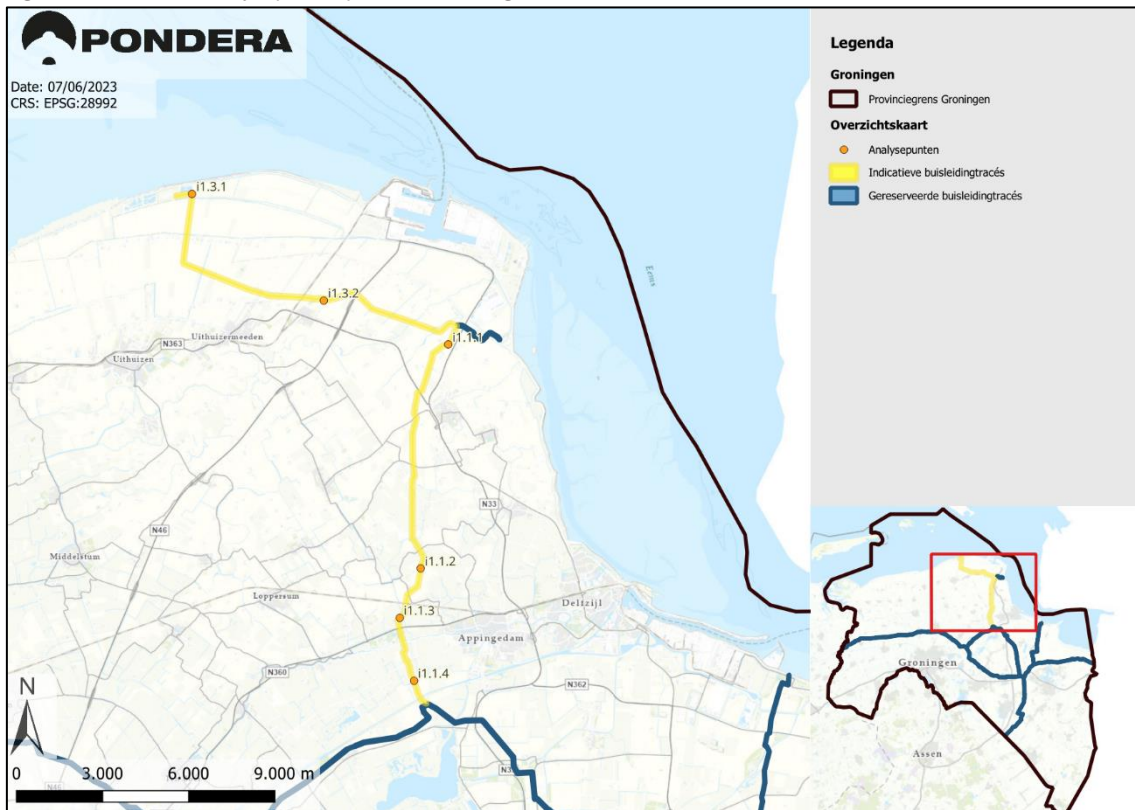 PONDERA
Date: 07/06/2023
CRS: EPSG:28992
i1.3.1
i1.3.2
i1.1.1
Eems
Uithuizermeeden
N363
Uithuizen
N33
N46
Middelstum
i1.1.2
Loppersum
i1.1.3
Delfzijl
Appingedam
N360
i1.1.4
N362
N
0 3.000 6.000 9.000 m
N46
Legenda
Groningen
Provinciegrens Groningen
Overzichtskaart
Analysepunten
Indicatieve buisleidingtracés
Gereserveerde buisleidingtracés
Groningen
Assen